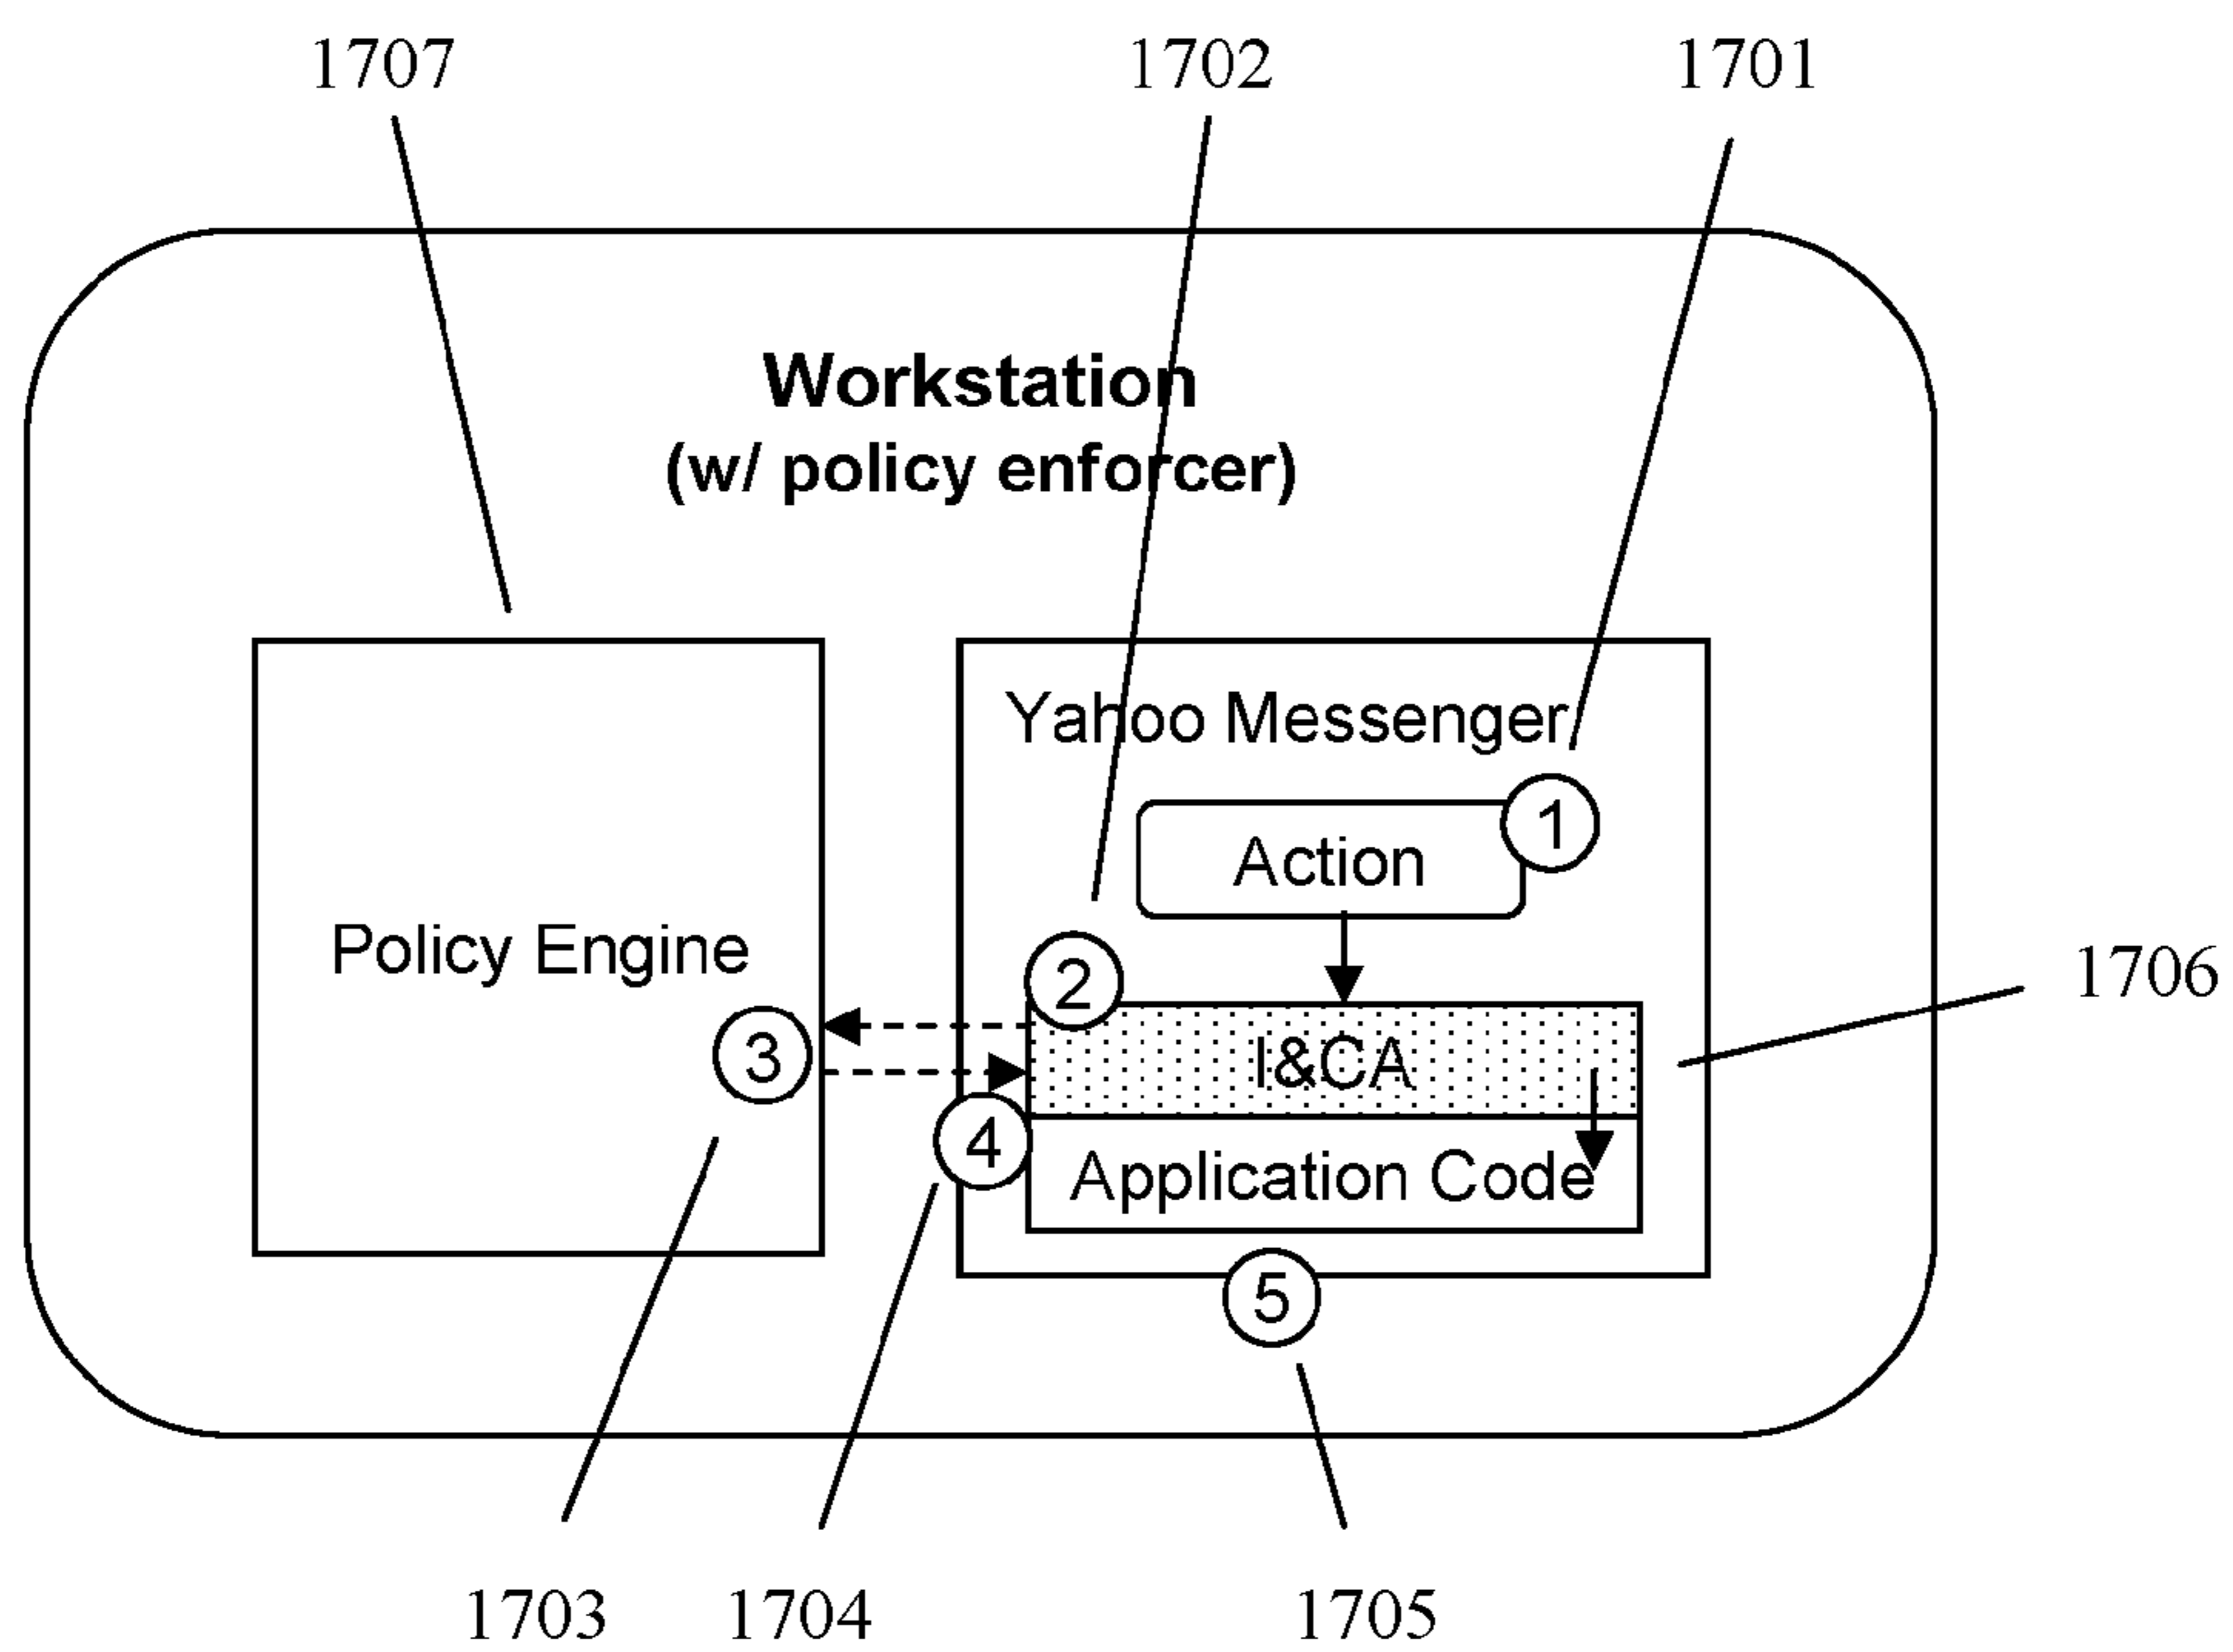 1707
1702
1701
Workstation
(w/ policy enforcer)
Yahoo Messenger
1
Action
Policy Engine
2
1706
3
I&CA
4
Application Code
5
1703
1704
1705